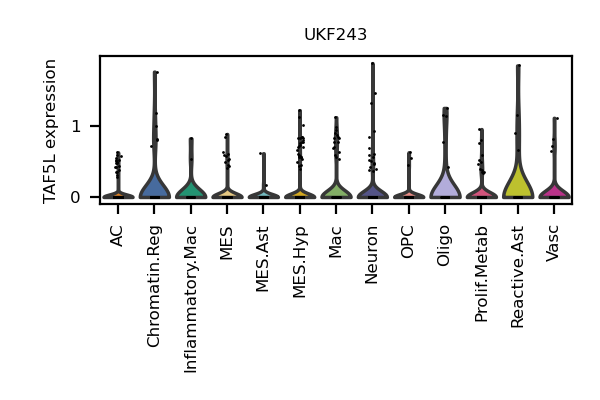 UKF243
TAF5L expression
1
0
AC
Chromatin.Reg
Inflammatory.Mac
MES
MES.Ast
MES.Hyp
Mac
Neuron
OPC
Oligo
Prolif.Metab
Reactive.Ast
Vasc